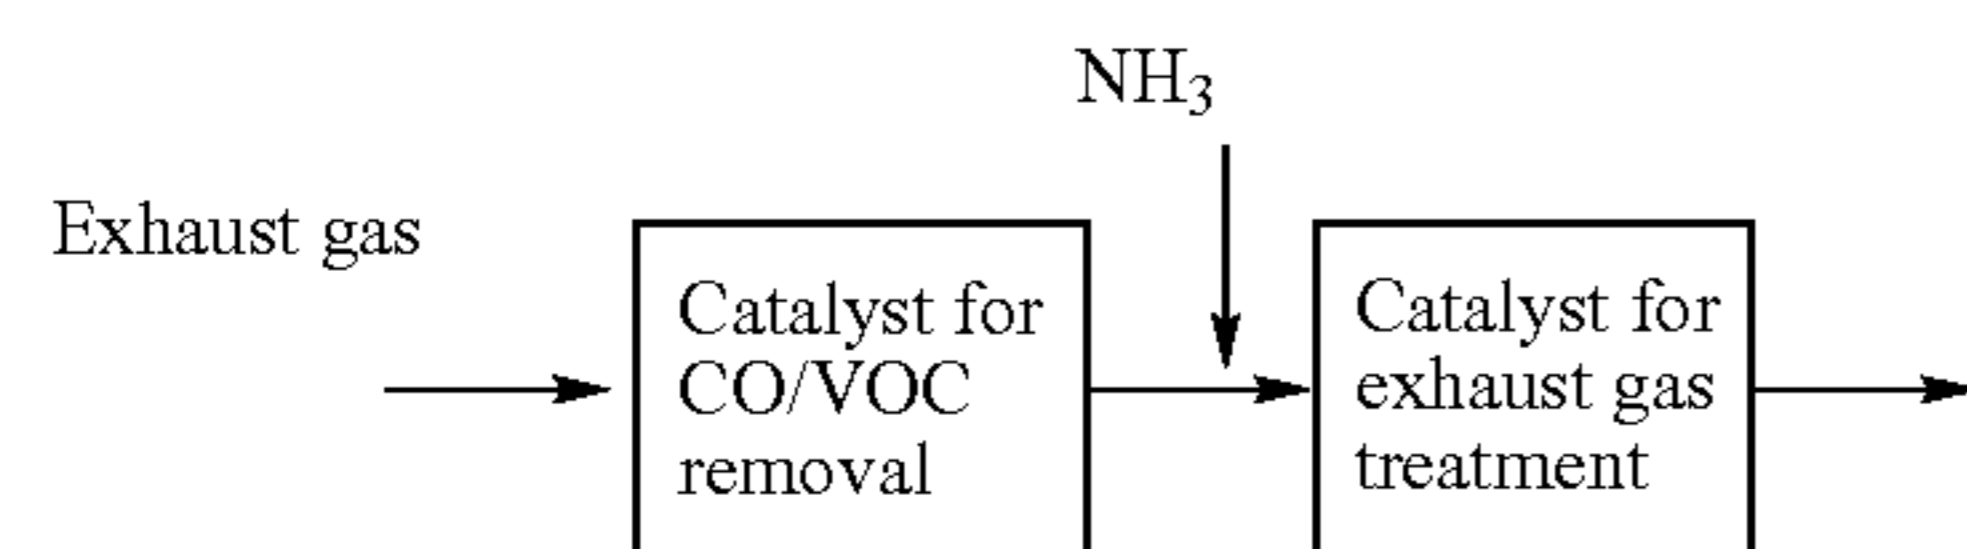 NH₃
Exhaust gas
Catalyst for
CO/VOC
removal
Catalyst for
exhaust gas
treatment